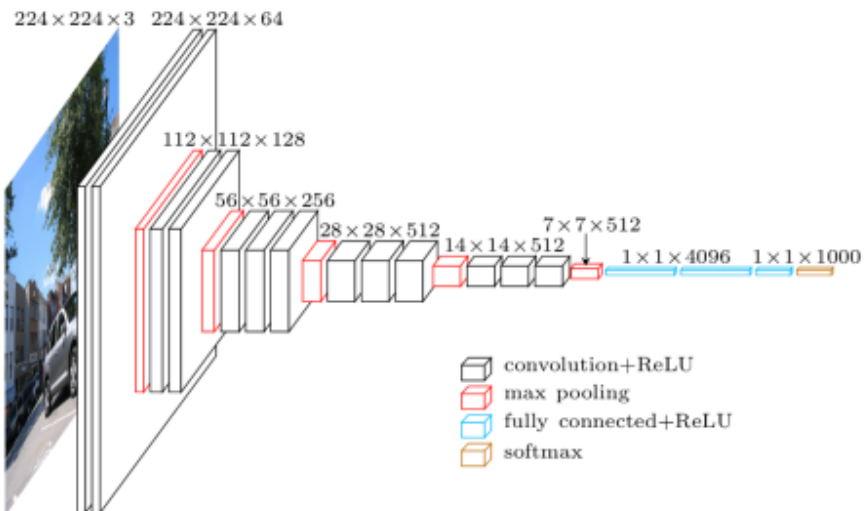 224×224×3
224×224×64
112×112×128
56×56×256
28×28×512
14×14×512
7×7×512
1×1×4096
1×1×1000
convolution+ReLU
max pooling
fully connected+ReLU
softmax